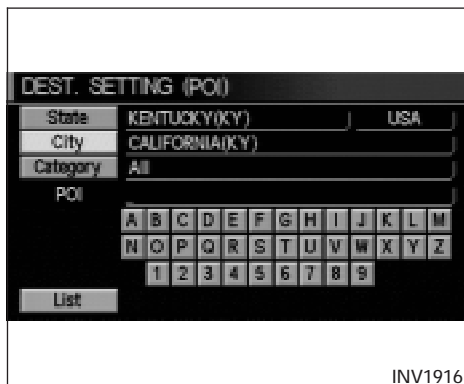 DEST. SETTING (POI)
State KENTUCKY(KY) USA
City CALIFORNIA(KY)
Category All
POI
A B C D E F G H I J K L M
N O P Q R S T U V W X Y Z
1 2 3 4 5 6 7 8 9
List
INV1916